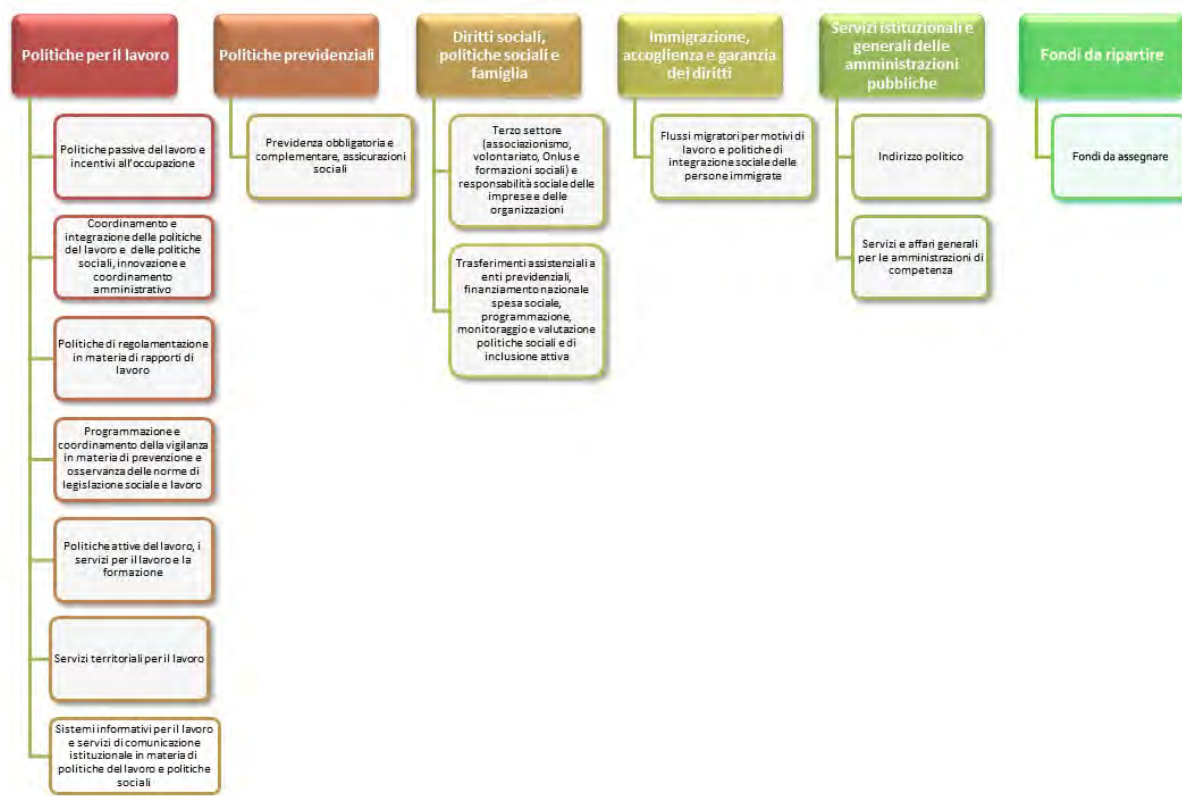 Politiche per il lavoro
Politiche passive del lavoro e
incentivi all'occupazione
Coordinamento e
integrazione delle politiche
del lavoro e delle politiche
sociali, innovazione e
coordinamento
amministrativo
Politiche di regolamentazione
in materia di rapporti di
lavoro
Programmazione e
coordinamento della vigilanza
in materia di prevenzione e
osservanza delle norme di
legislazione sociale e lavoro
Politiche attive del lavoro, i
servizi per il lavoro e la
formazione
Servizi territoriali per il lavoro
Sistemi informativi per il lavoro
e servizi di comunicazione
istituzionale in materia di
politiche del lavoro e politiche
sociali
Politiche previdenziali
Previdenza obbligatoria e
complementare, assicurazioni
sociali
Diritti sociali,
politiche sociali e
famiglia
Terzo settore
(associazionismo,
volontariato, Onlus e
formazioni sociali) e
responsabilità sociale delle
imprese e delle
organizzazioni
Trasferimenti assistenziali a
enti previdenziali,
finanziamento nazionale
spesa sociale,
programmazione,
monitoraggio e valutazione
politiche sociali e di
inclusione attiva
Immigrazione,
accoglienza e garanzia
dei diritti
Flussi migratori per motivi di
lavoro e politiche di
integrazione sociale delle
persone immigrate
Servizi istituzionali e
generali delle
amministrazioni
pubbliche
Indirizzo politico
Servizi e affari generali
per le amministrazioni di
competenza
Fondi da ripartire
Fondi da assegnare